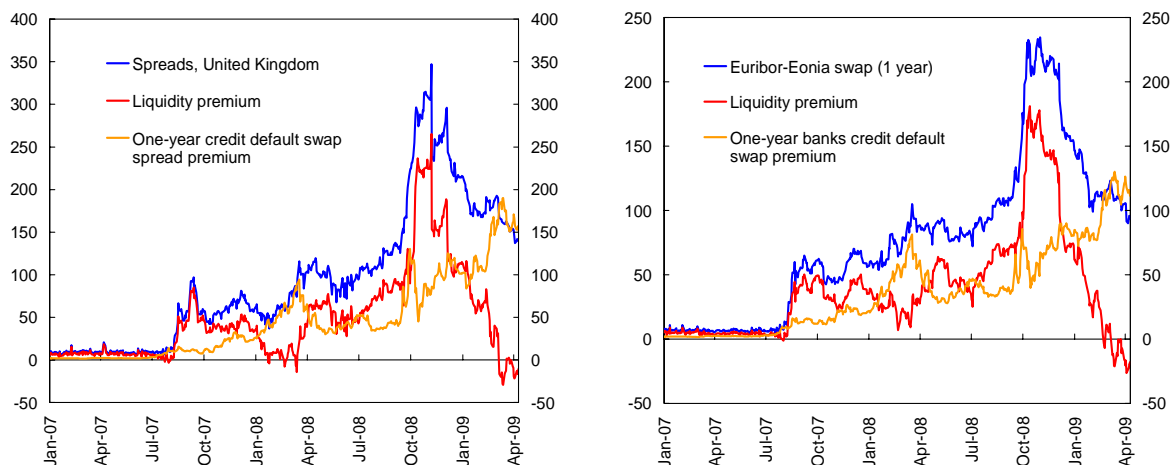 400
350
300
250
200
150
100
50
0
-50
Spreads, United Kingdom
Liquidity premium
One-year credit default swap
spread premium
400
350
300
250
200
150
100
50
0
-50
Jan-07
Apr-07
Jul-07
Oct-07
Jan-08
Apr-08
Jul-08
Oct-08
Jan-09
Apr-09
250
200
150
100
50
0
-50
Euribor-Eonia swap (1 year)
Liquidity premium
One-year banks credit default
swap premium
250
200
150
100
50
0
-50
Jan-07
Apr-07
Jul-07
Oct-07
Jan-08
Apr-08
Jul-08
Oct-08
Jan-09
Apr-09